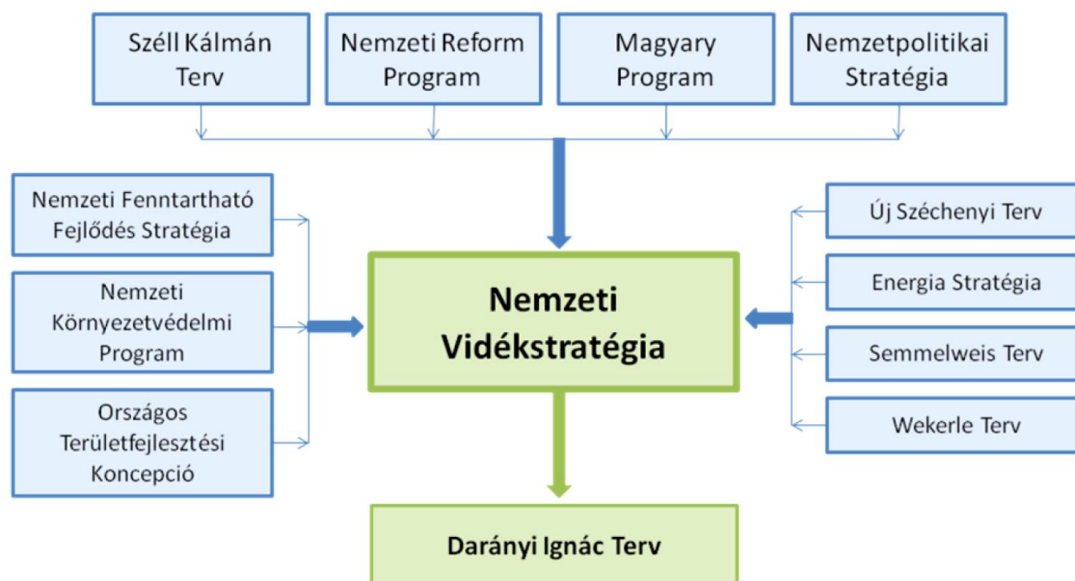 Széll Kálmán
Terv
Nemzeti Reform
Program
Magyary
Program
Nemzetpolitikai
Stratégia
Nemzeti Fenntartható
Fejlődés Stratégia
Nemzeti
Környezetvédelmi
Program
Országos
Területfejlesztési
Koncepció
Nemzeti
Vidékstratégia
Új Széchenyi Terv
Energia Stratégia
Semmelweis Terv
Wekerle Terv
Darányi Ignác Terv